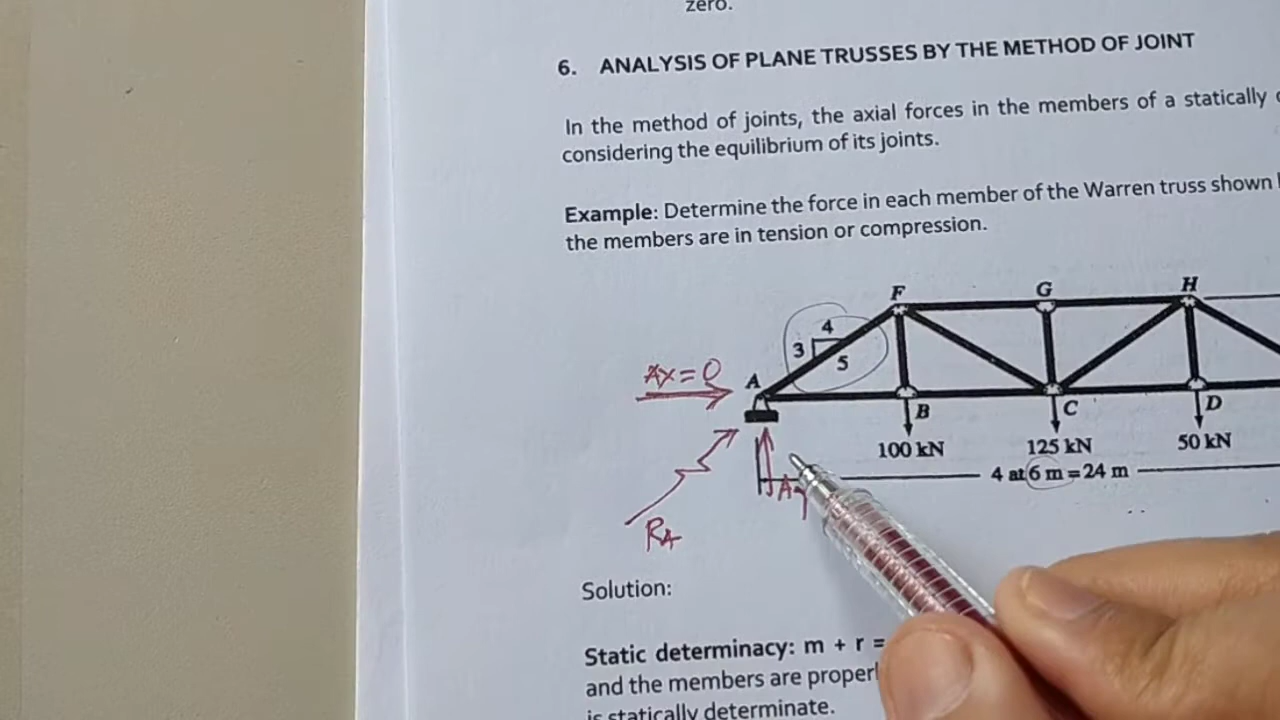 zero.
6. ANALYSIS OF PLANE TRUSSES BY THE METHOD OF JOINT
In the method of joints, the axial forces in the members of a statically
considering the equilibrium of its joints.
Example: Determine the force in each member of the Warren truss shown
the members are in tension or compression.
F G H
4
3
5
AX=0
A
B C D
100 kN 125 kN 50 kN
4 at 6 m = 24 m
Ay
RA
Solution:
Static determinacy: m + r =
and the members are properl
is statically determinate.